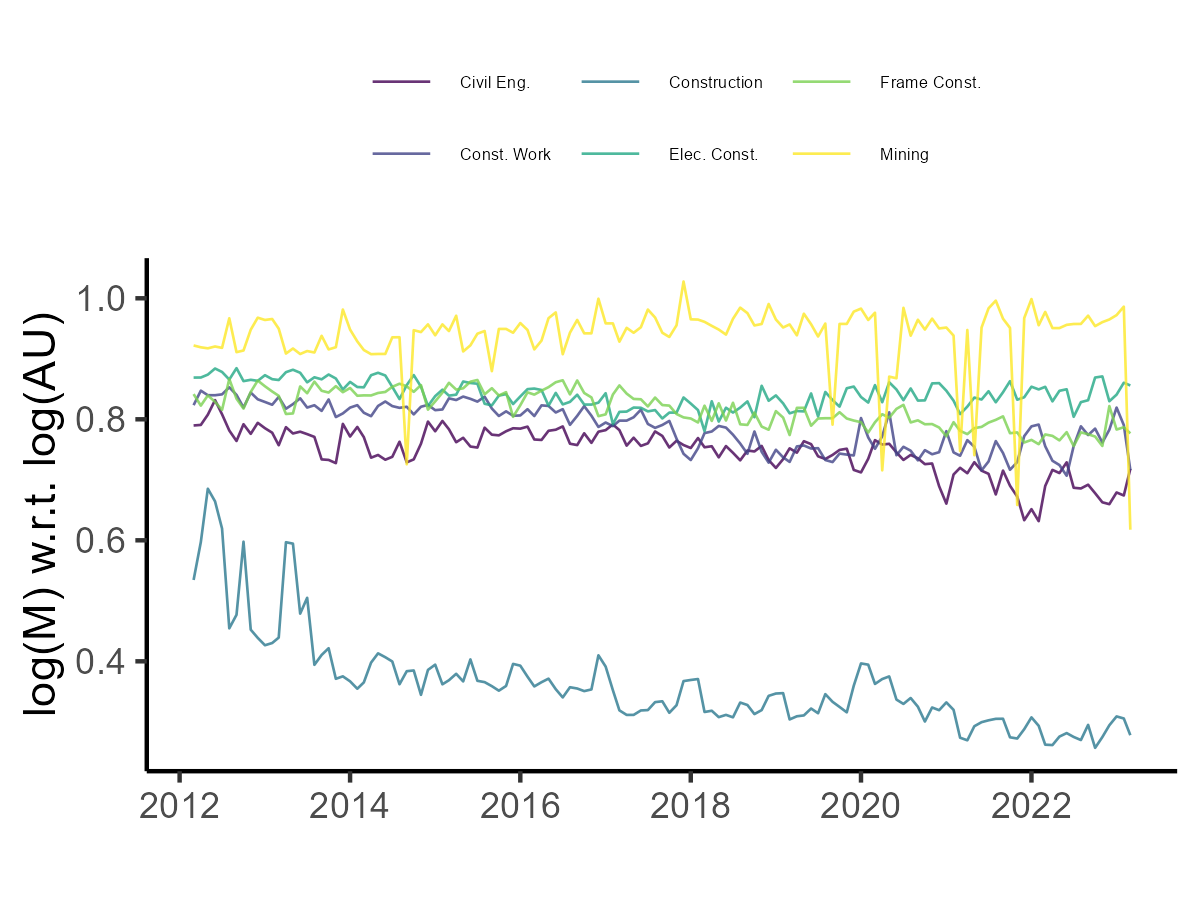 Civil Eng. Construction Frame Const.
Const. Work Elec. Const. Mining
log(M) w.r.t. log(AU)
1.0
0.8
0.6
0.4
2012 2014 2016 2018 2020 2022